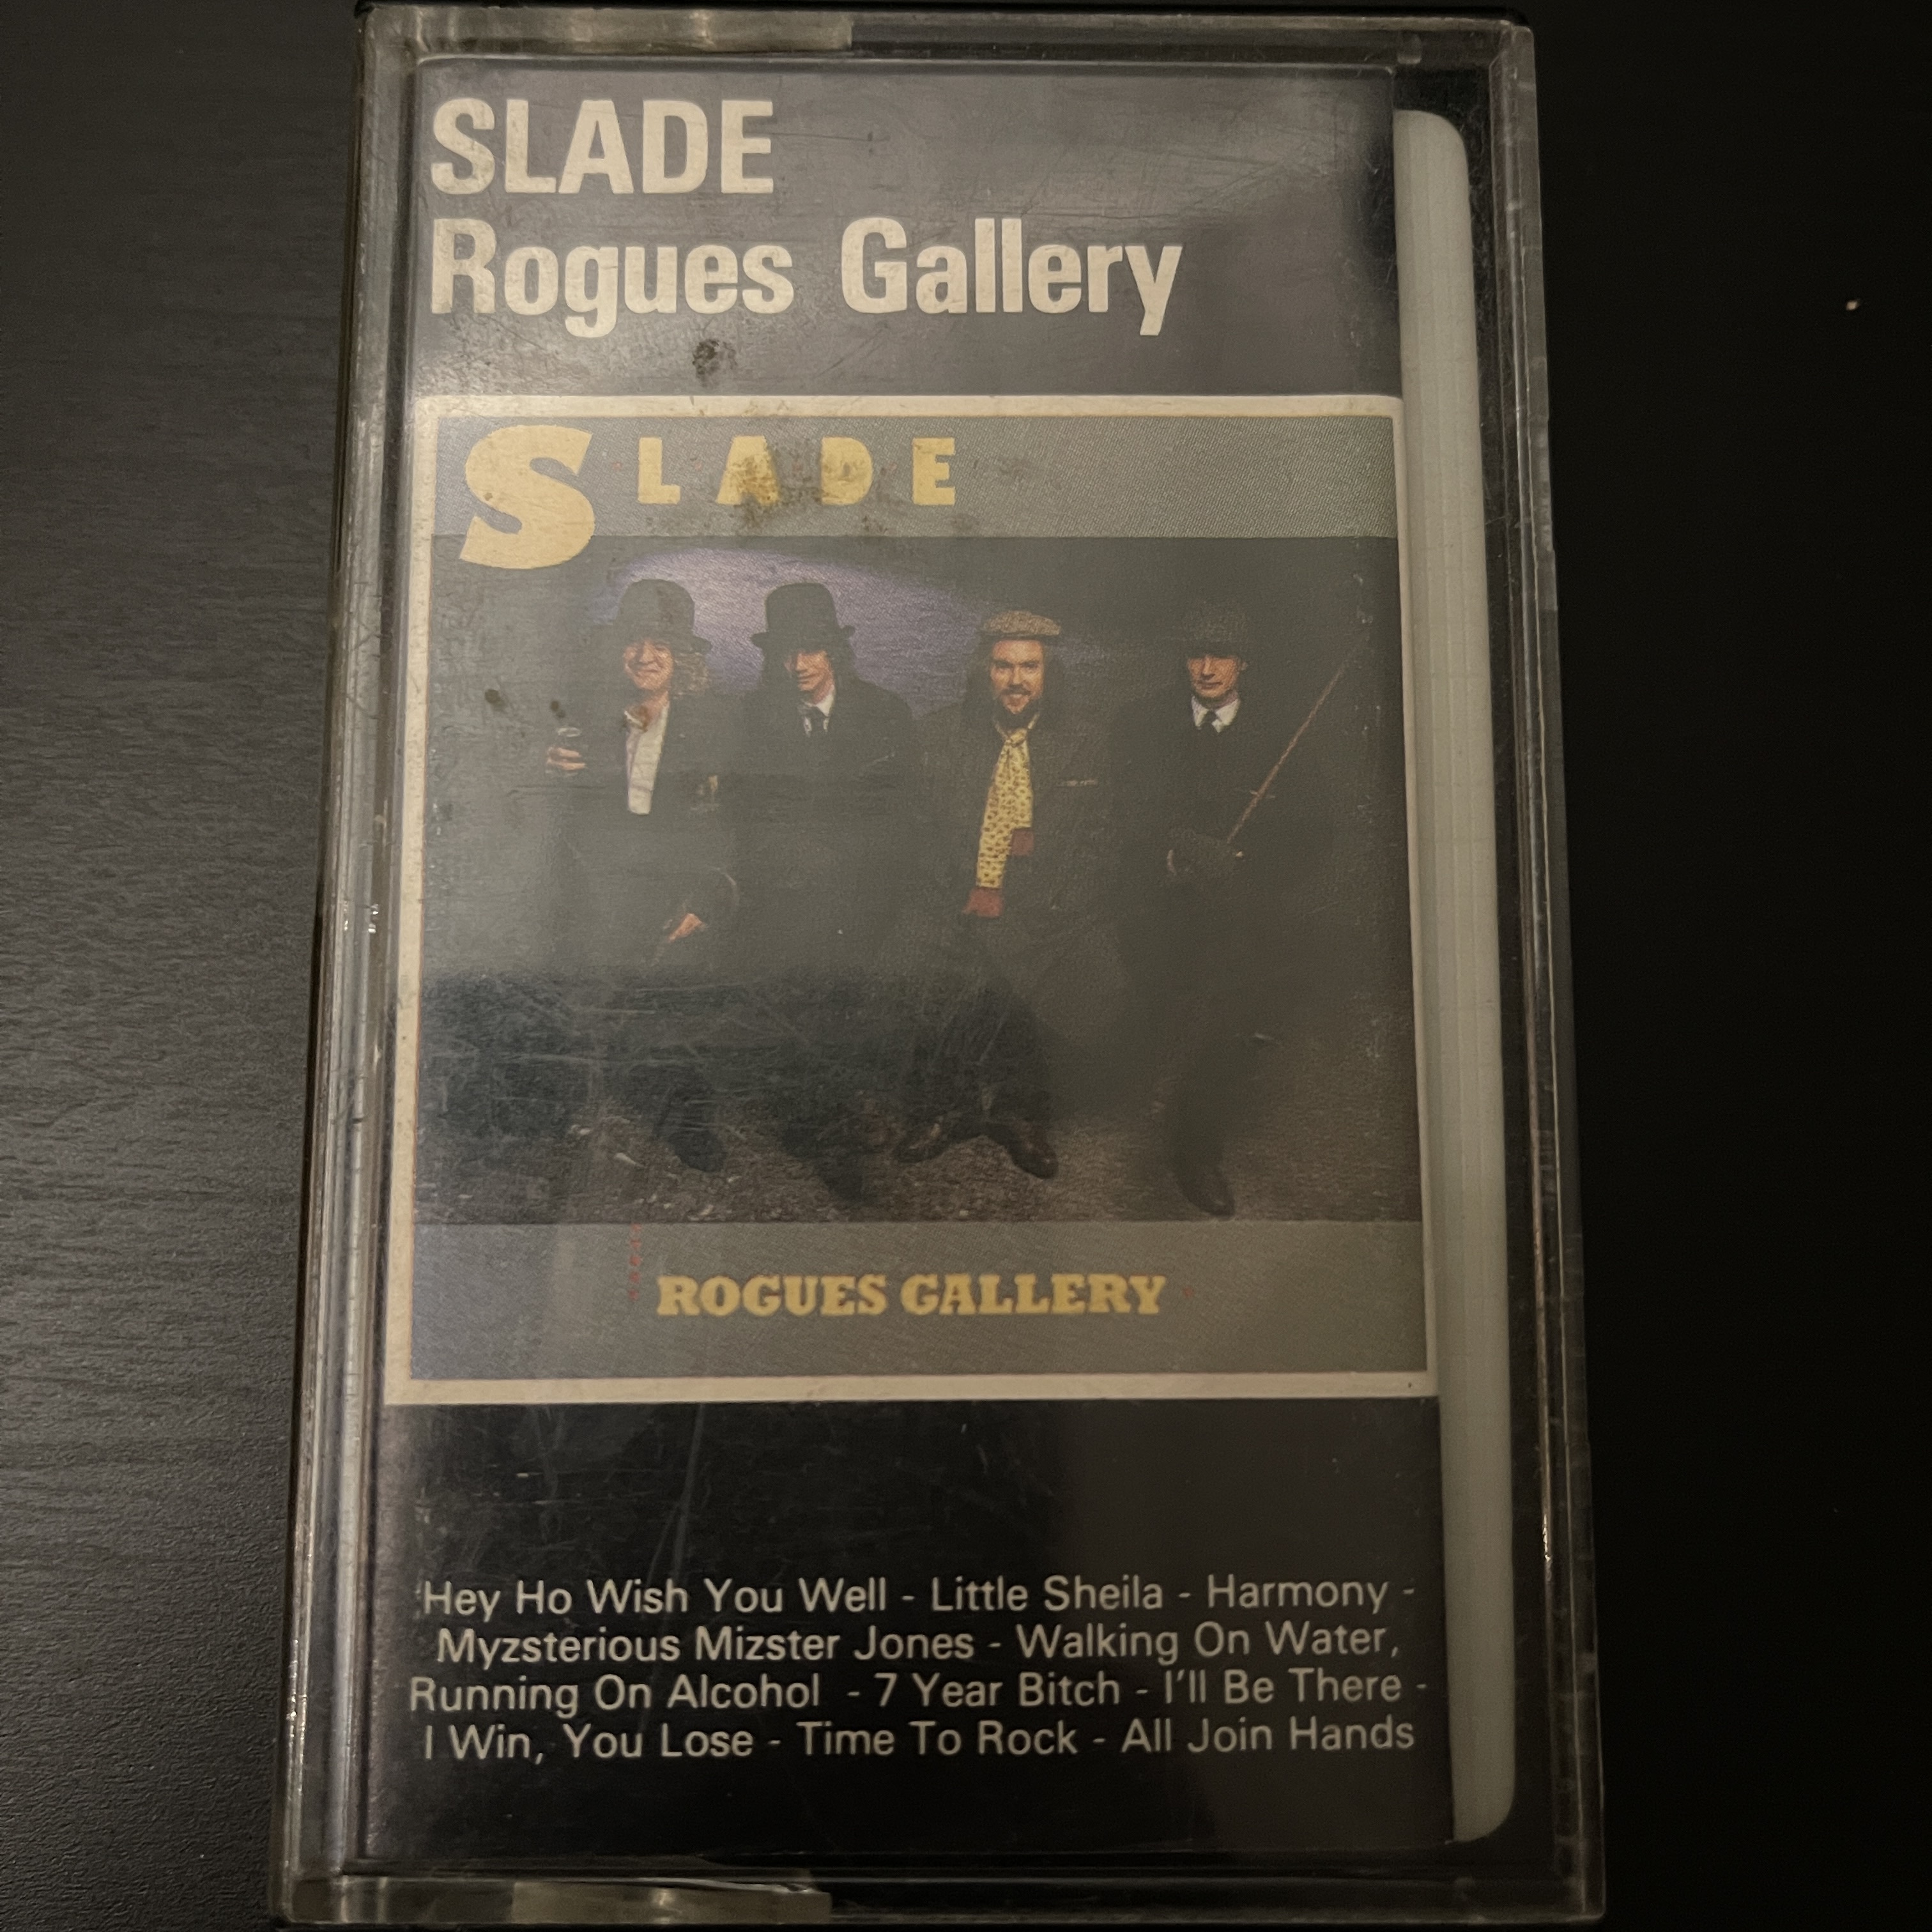 SLADE
Rogues Gallery
SLADE
ROGUES GALLERY
Hey Ho Wish You Well - Little Sheila - Harmony -
Myzsterious Mizster Jones - Walking On Water,
Running On Alcohol - 7 Year Bitch - I'll Be There -
I Win, You Lose - Time To Rock - All Join Hands